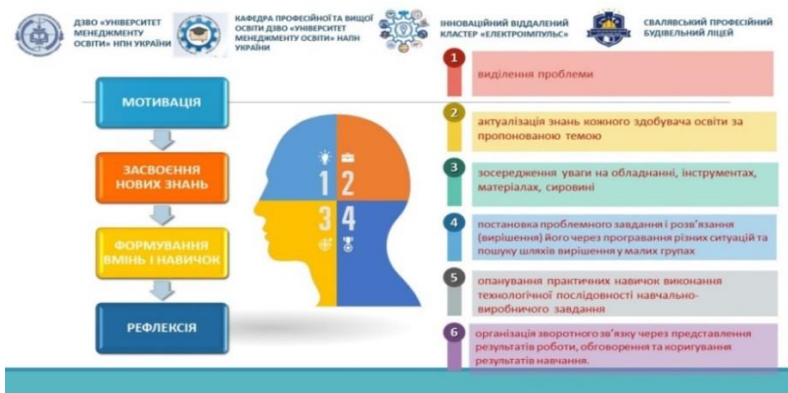 ДЗВО «УНІВЕРСИТЕТ
МЕНЕДЖМЕНТУ
ОСВІТИ» НПН УКРАЇНИ
КАФЕДРА ПРОФЕСІЙНОЇ ТА ВИЩОЇ
ОСВІТИ ДЗВО «УНІВЕРСИТЕТ
МЕНЕДЖМЕНТУ ОСВІТИ» НАПН
УКРАЇНИ
ІННОВАЦІЙНИЙ ВІДДАЛЕНИЙ
КЛАСТЕР «ЕЛЕКТРОІМПУЛЬС»
СВАЛЯВСЬКИЙ ПРОФЕСІЙНИЙ
БУДІВЕЛЬНИЙ ЛІЦЕЙ
МОТИВАЦІЯ
ЗАСВОЄННЯ
НОВИХ ЗНАНЬ
ФОРМУВАННЯ
ВМІНЬ І НАВИЧОК
РЕФЛЕКСІЯ
1 2
3 4
1
виділення проблеми
2
актуалізація знань кожного здобувача освіти за
пропонованою темою
3
зосередження уваги на обладнанні, інструментах,
матеріалах, сировині
4
постановка проблемного завдання і розв'язання
(вирішення) його через програвання різних ситуацій та
пошуку шляхів вирішення у малих групах
5
опанування практичних навичок виконання
технологічної послідовності навчально-
виробничого завдання
6
організація зворотного зв'язку через представлення
результатів роботи, обговорення та коригування
результатів навчання.